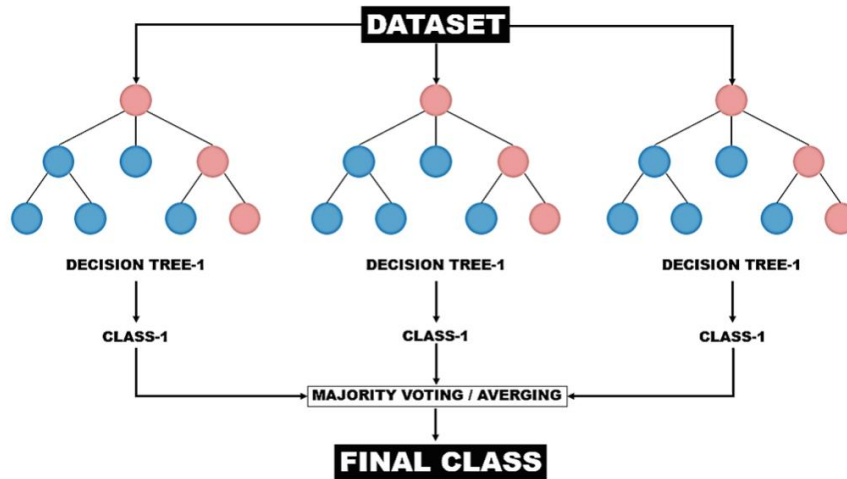 DATASET
DECISION TREE-1
DECISION TREE-1
DECISION TREE-1
CLASS-1
CLASS-1
CLASS-1
MAJORITY VOTING / AVERGING
FINAL CLASS